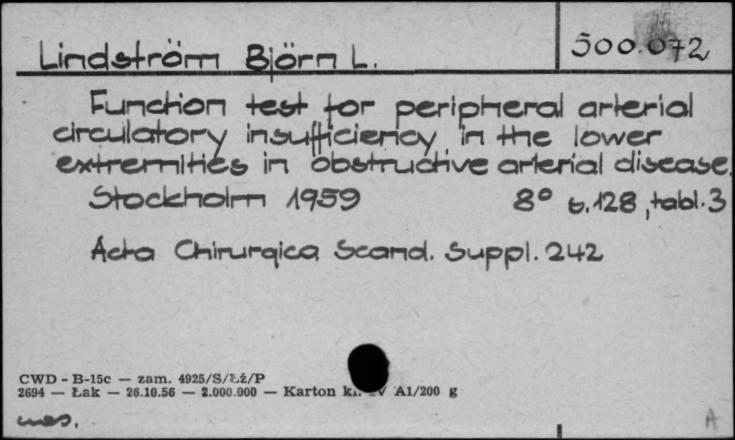 Lindström Björn L.
500.072
Function test for peripheral arterial
circulatory insufficiency in the lower
extremities in obstructive arterial disease.
Stockholm 1959 8° s.128, tabl.3
Acta Chirurgica Scand. Suppl. 242
CWD - B-15c — zam. 4925/S/Łź/P
2694 — Łak — 26.10.56 — 2.000.000 — Karton A1/200 g
A